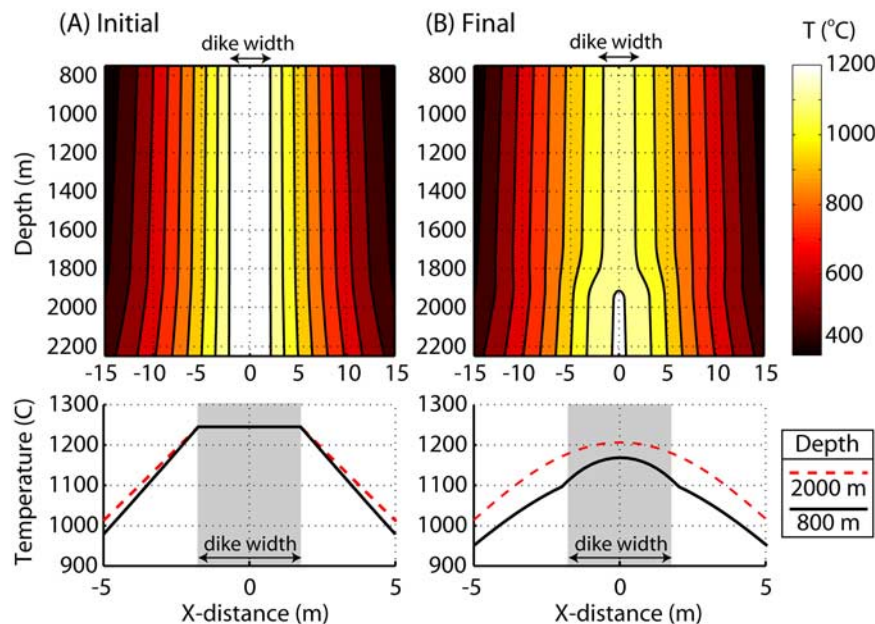 (A) Initial
(B) Final
T (°C)
dike width
dike width
Depth (m)
800
1000
1200
1400
1600
1800
2000
2200
-15 -10 -5 0 5 10 15
800
1000
1200
1400
1600
1800
2000
2200
-15 -10 -5 0 5 10 15
1200
1000
800
600
400
Temperature (C)
1300
1200
1100
1000
900
dike width
-5 0 5
X-distance (m)
Temperature (C)
1300
1200
1100
1000
900
dike width
-5 0 5
X-distance (m)
Depth
2000 m
800 m